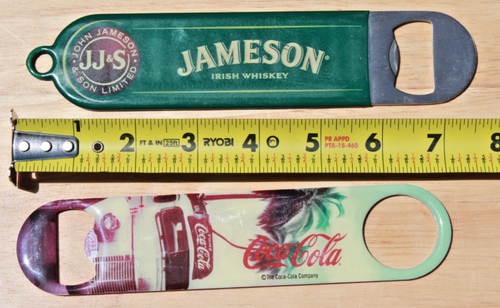 JOHN JAMESON
JJ&S
& SON LIMITED
JAMESON®
IRISH WHISKEY
2 FT & IN 25ft 3 RYOBI 4 5 PR APPD 6 7 8
PTA-18-460
Coca-Cola
Coca-Cola
© The Coca-Cola Company